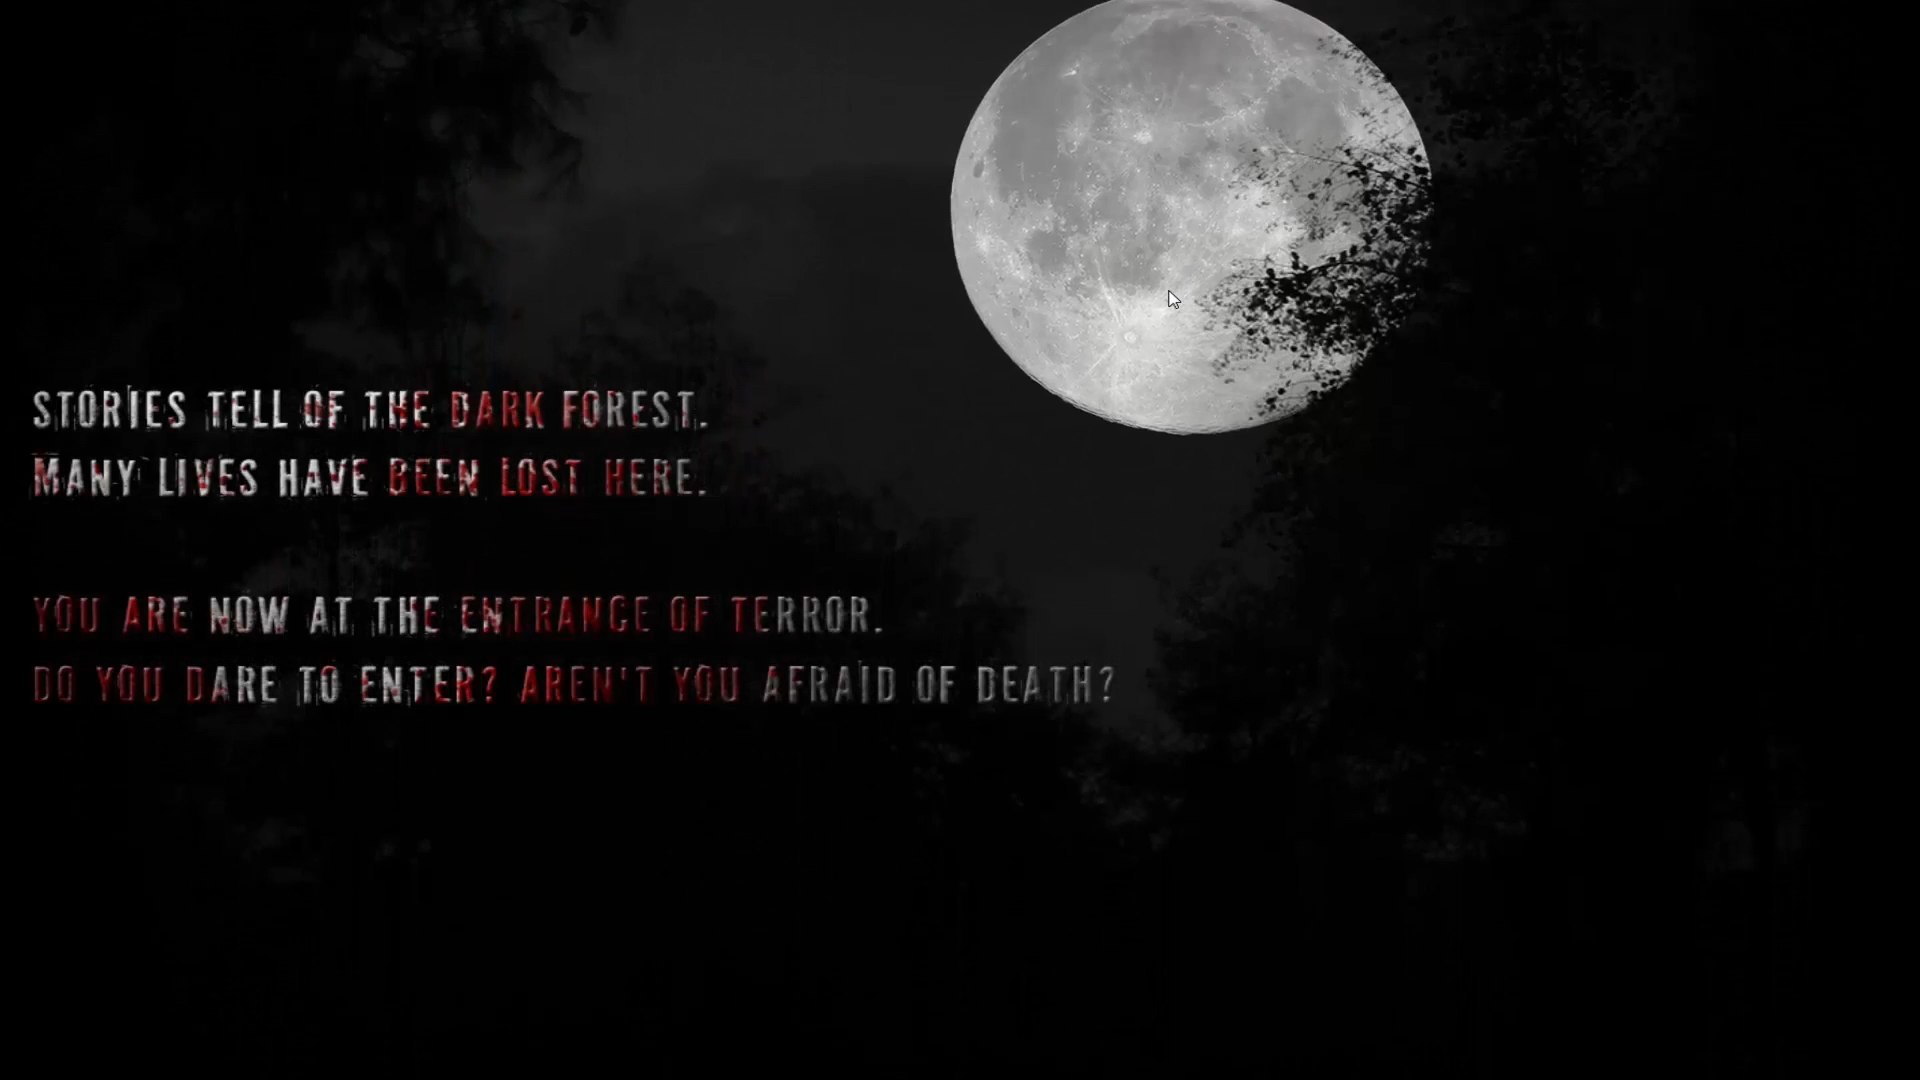 STORIES TELL OF THE DARK FOREST.
MANY LIVES HAVE BEEN LOST HERE.
YOU ARE NOW AT THE ENTRANCE OF TERROR.
DO YOU DARE TO ENTER? AREN'T YOU AFRAID OF DEATH?